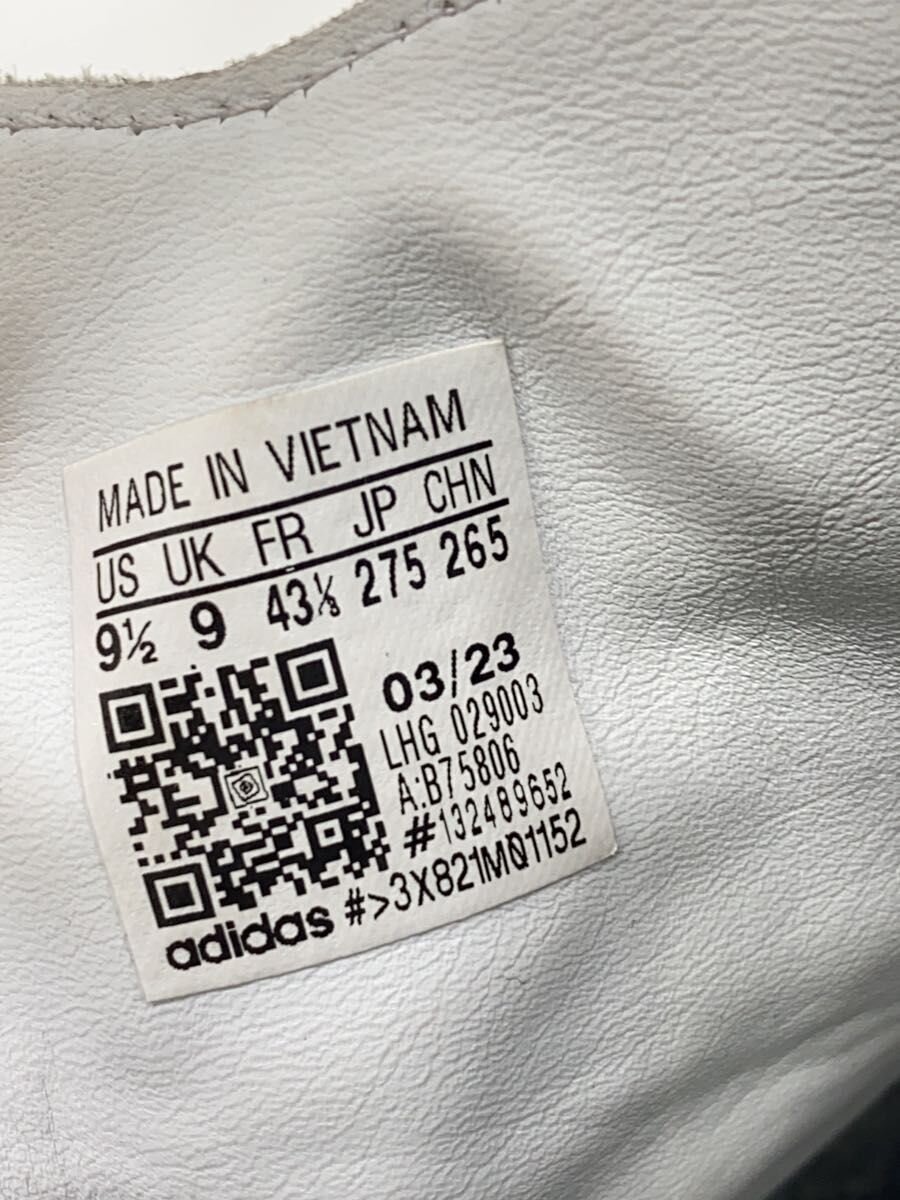 MADE IN VIETNAM
US UK FR JP CHN
9½ 9 43⅓ 275 265
03/23
LHG 029003
A:B75806
#132489652
#>3X821MQ1152
adidas